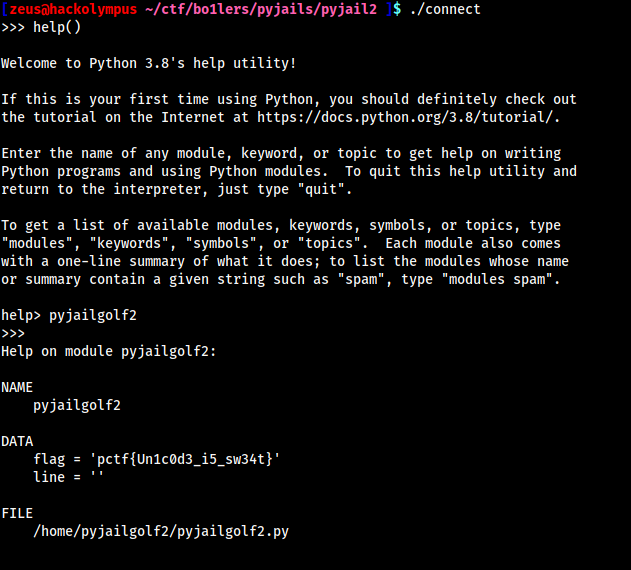 [zeus@hackolympus ~/ctf/bo1lers/pyjails/pyjail2 ]$ ./connect
>>> help()
Welcome to Python 3.8's help utility!
If this is your first time using Python, you should definitely check out
the tutorial on the Internet at https://docs.python.org/3.8/tutorial/.
Enter the name of any module, keyword, or topic to get help on writing
Python programs and using Python modules.  To quit this help utility and
return to the interpreter, just type "quit".
To get a list of available modules, keywords, symbols, or topics, type
"modules", "keywords", "symbols", or "topics".  Each module also comes
with a one-line summary of what it does; to list the modules whose name
or summary contain a given string such as "spam", type "modules spam".
help> pyjailgolf2
>>>
Help on module pyjailgolf2:
NAME
    pyjailgolf2
DATA
    flag = 'pctf{Un1c0d3_i5_sw34t}'
    line = ''
FILE
    /home/pyjailgolf2/pyjailgolf2.py